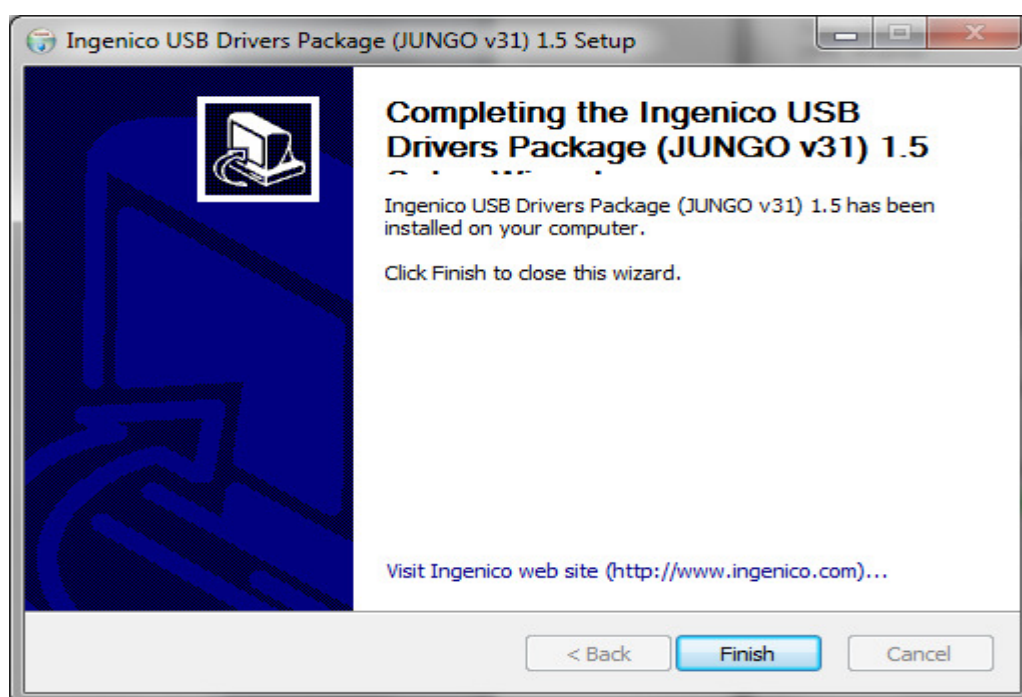 Ingenico USB Drivers Package (JUNGO v31) 1.5 Setup
Completing the Ingenico USB
Drivers Package (JUNGO v31) 1.5
Ingenico USB Drivers Package (JUNGO v31) 1.5 has been
installed on your computer.
Click Finish to close this wizard.
Visit Ingenico web site (http://www.ingenico.com)...
< Back
Finish
Cancel